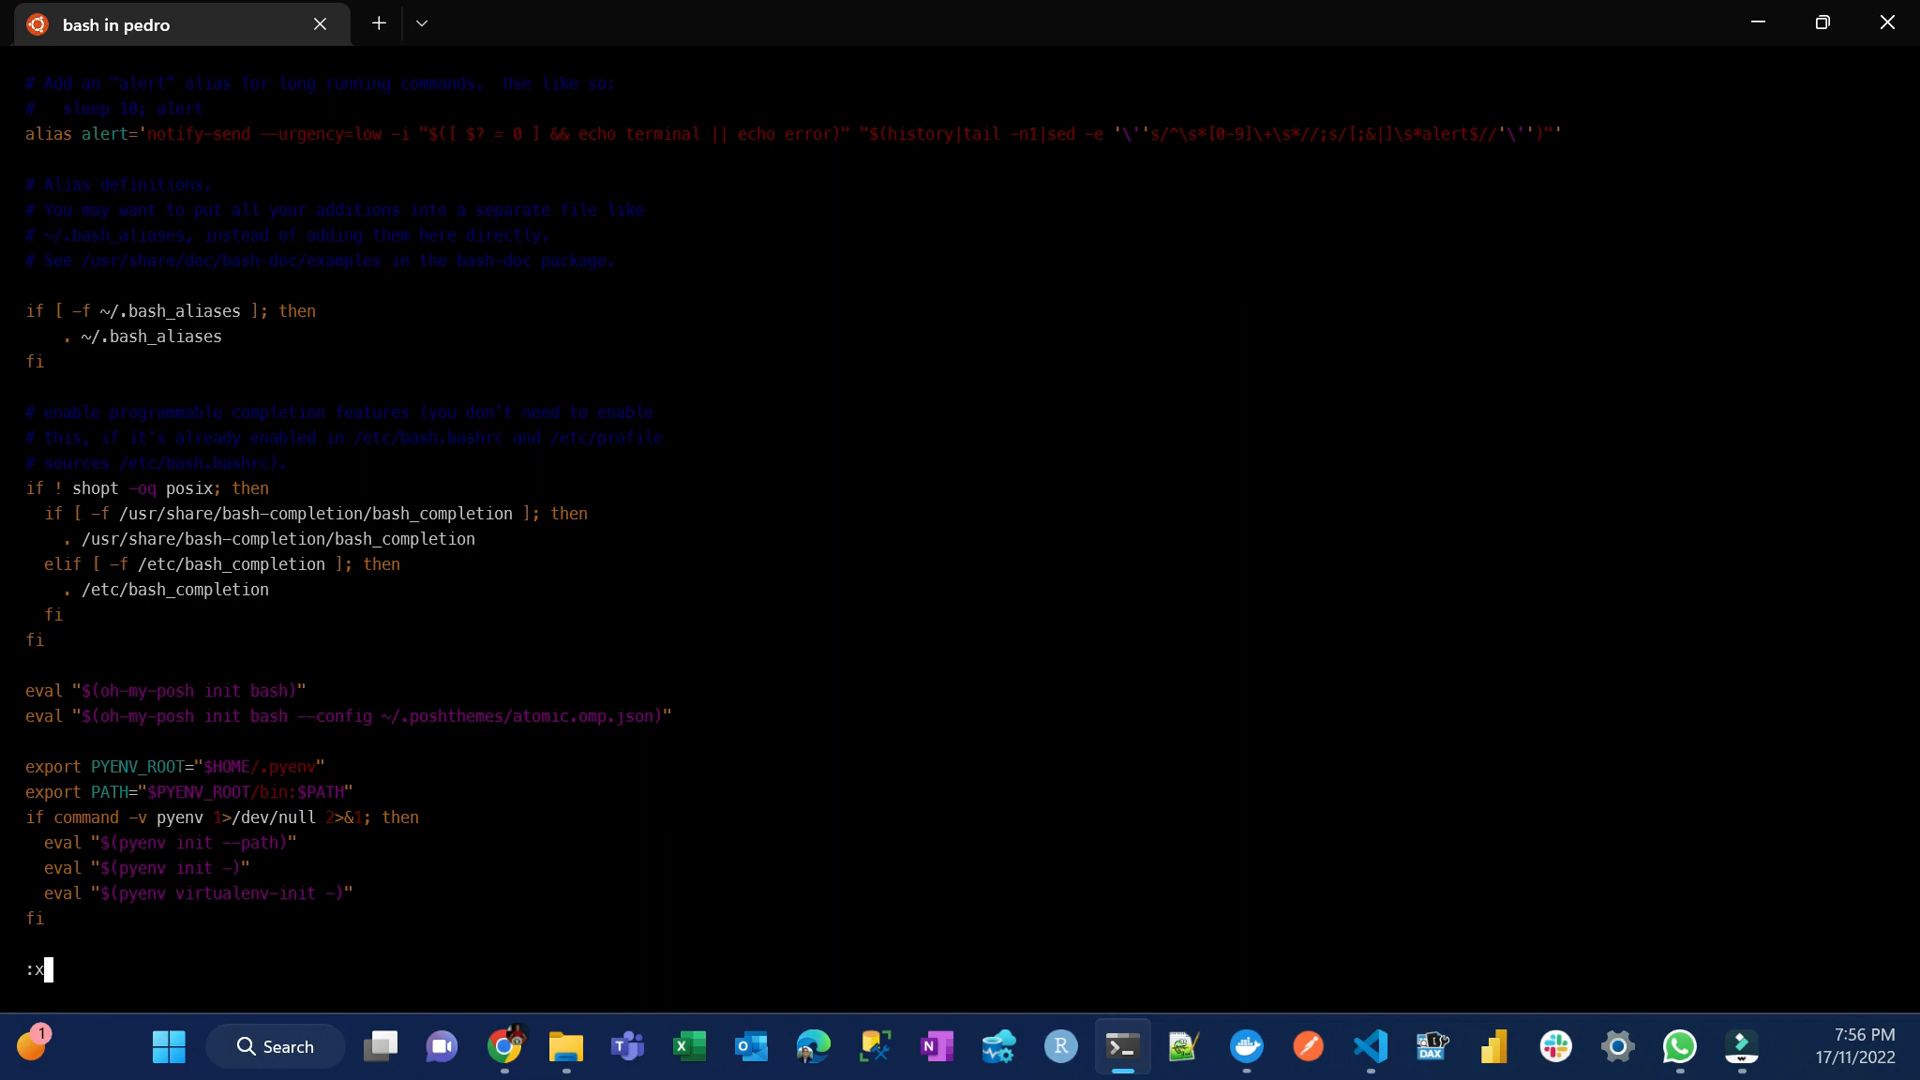 bash in pedro
# Add an "alert" alias for long running commands.  Use like so:
#   sleep 10; alert
alias alert='notify-send --urgency=low -i "$([ $? = 0 ] && echo terminal || echo error)" "$(history|tail -n1|sed -e '\''s/^\s*[0-9]\+\s*//;s/[;&|]\s*alert$//'\'')"'
# Alias definitions.
# You may want to put all your additions into a separate file like
# ~/.bash_aliases, instead of adding them here directly.
# See /usr/share/doc/bash-doc/examples in the bash-doc package.
if [ -f ~/.bash_aliases ]; then
    . ~/.bash_aliases
fi
# enable programmable completion features (you don't need to enable
# this, if it's already enabled in /etc/bash.bashrc and /etc/profile
# sources /etc/bash.bashrc).
if ! shopt -oq posix; then
  if [ -f /usr/share/bash-completion/bash_completion ]; then
    . /usr/share/bash-completion/bash_completion
  elif [ -f /etc/bash_completion ]; then
    . /etc/bash_completion
  fi
fi
eval "$(oh-my-posh init bash)"
eval "$(oh-my-posh init bash --config ~/.poshthemes/atomic.omp.json)"
export PYENV_ROOT="$HOME/.pyenv"
export PATH="$PYENV_ROOT/bin:$PATH"
if command -v pyenv 1>/dev/null 2>&1; then
  eval "$(pyenv init --path)"
  eval "$(pyenv init -)"
  eval "$(pyenv virtualenv-init -)"
fi
:x
1
Search
DAX
7:56 PM
17/11/2022